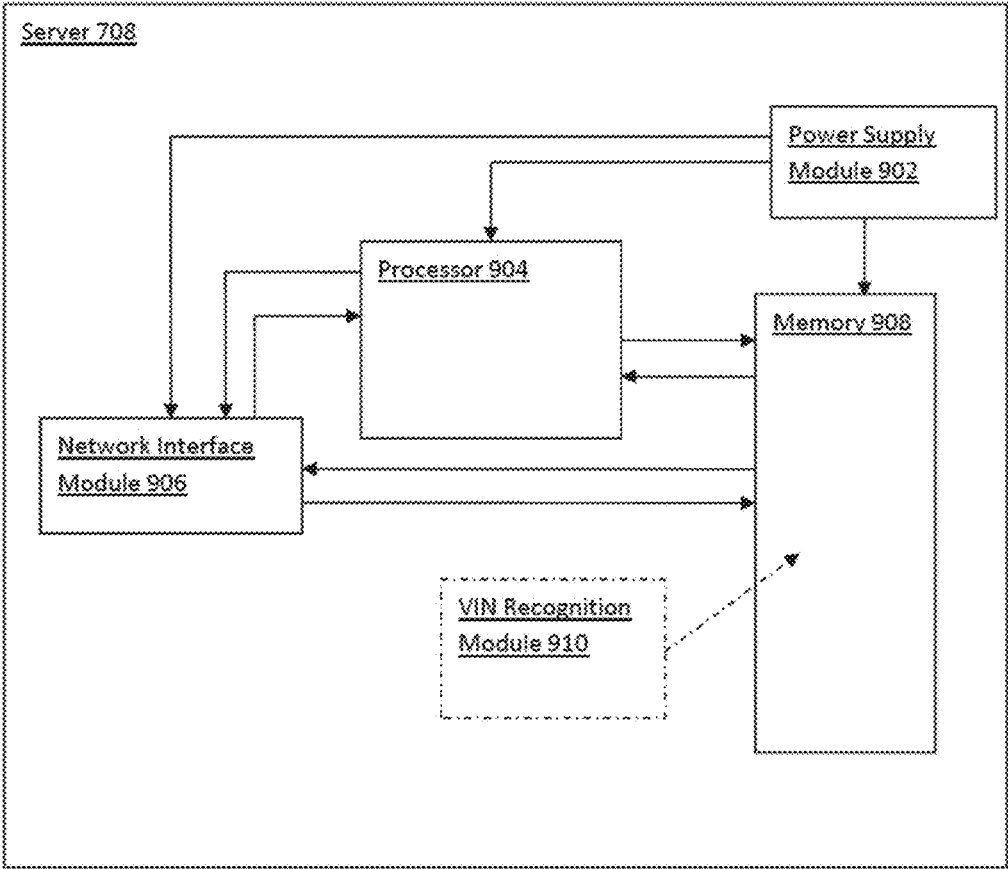 Server 708
Power Supply
Module 902
Processor 904
Memory 908
Network Interface
Module 906
VIN Recognition
Module 910